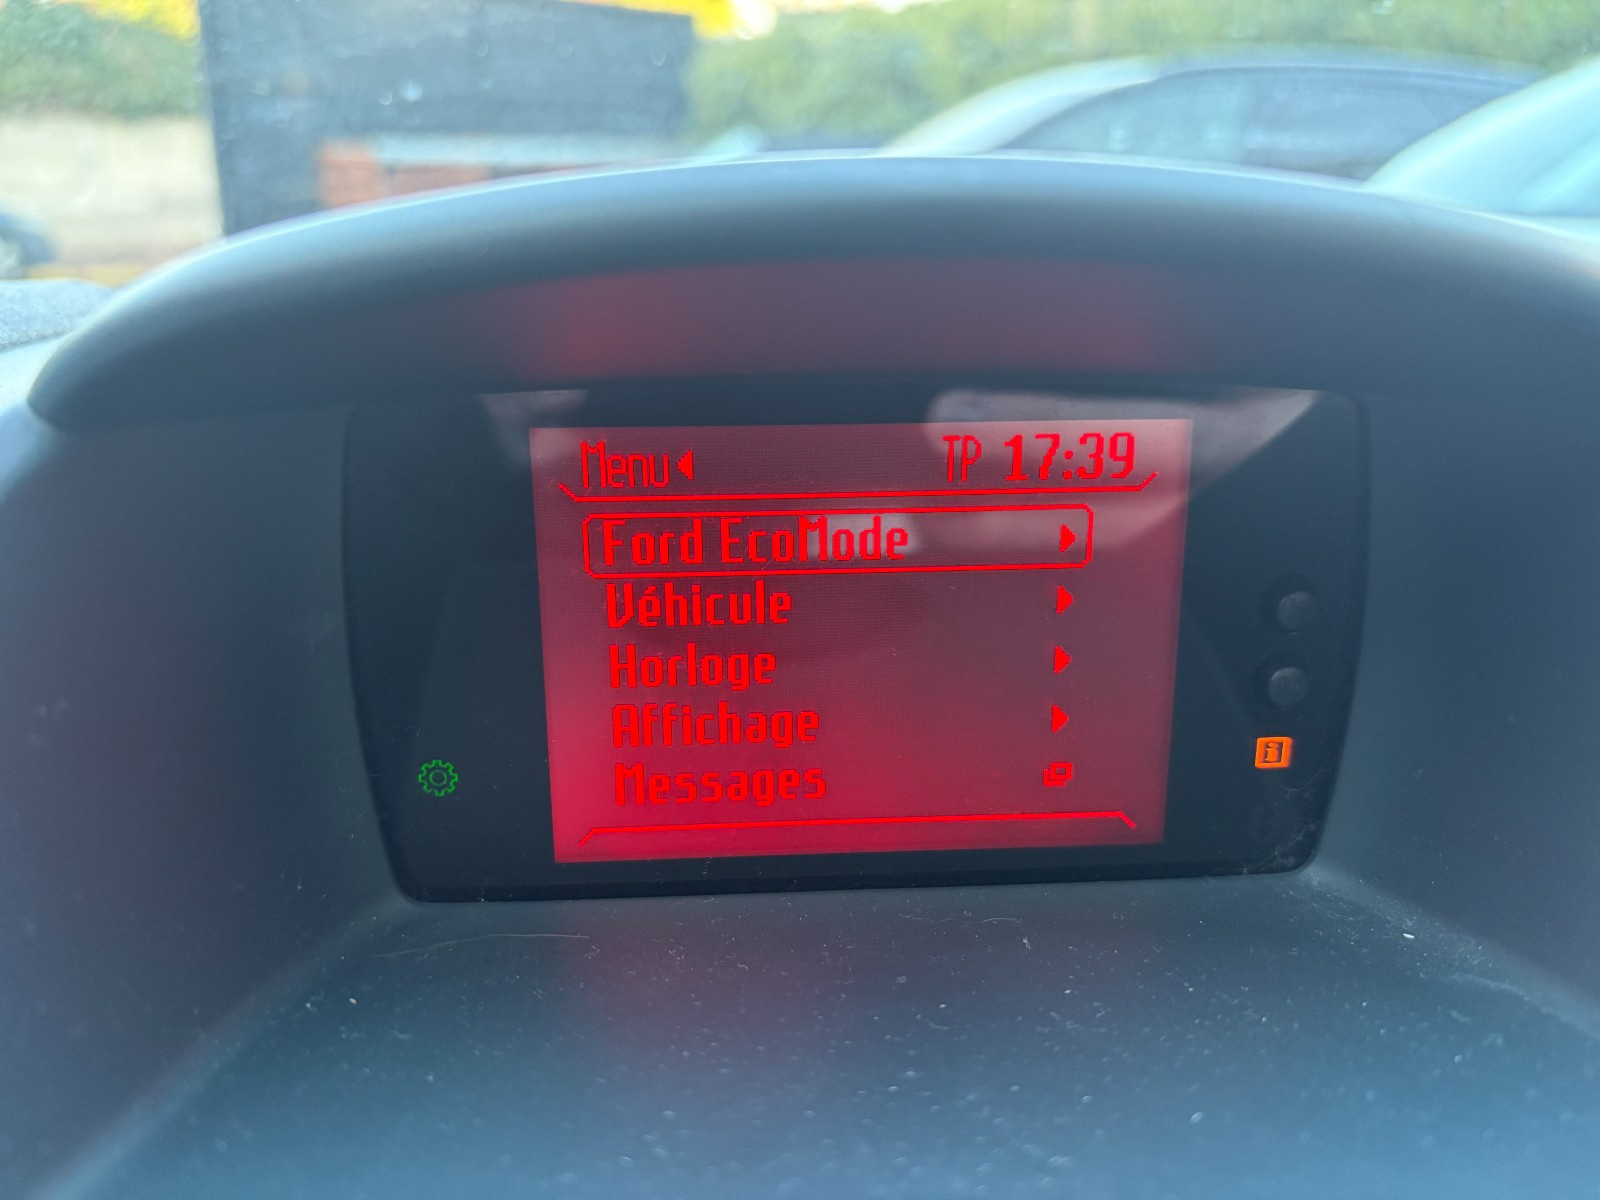 Menu TP 17:39
Ford EcoMode
Véhicule
Horloge
Affichage
Messages
i